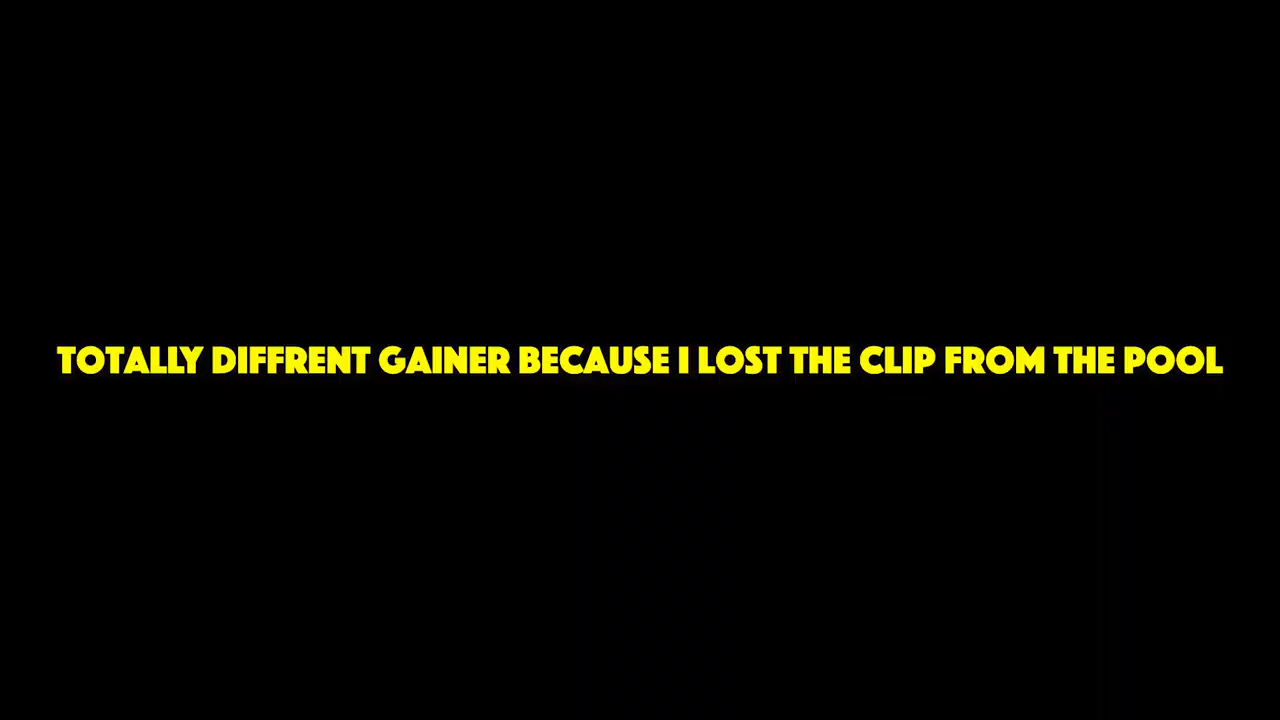 TOTALLY DIFFRENT GAINER BECAUSE I LOST THE CLIP FROM THE POOL